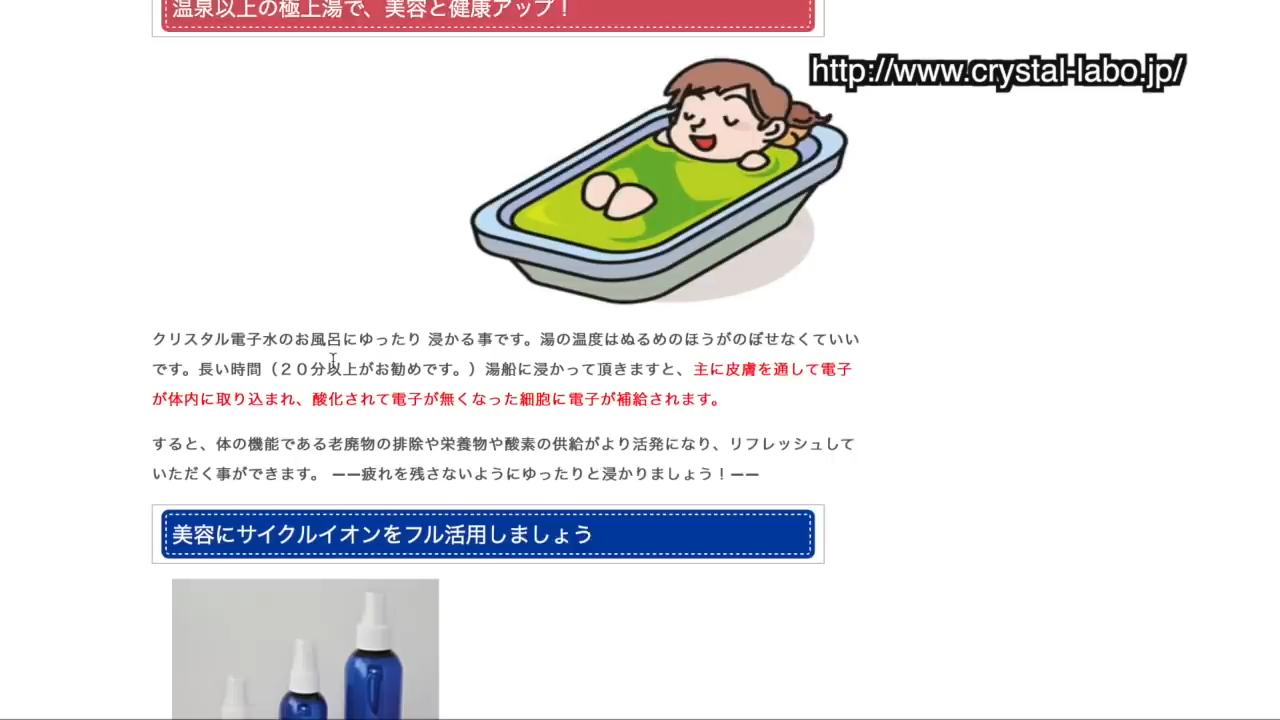 温泉以上の極上湯で、美容と健康アップ！
http://www.crystal-labo.jp/
クリスタル電子水のお風呂にゆったり 浸かる事です。湯の温度はぬるめのほうがのぼせなくていい
です。長い時間（２０分以上がお勧めです。）湯船に浸かって頂きますと、主に皮膚を通して電子
が体内に取り込まれ、酸化されて電子が無くなった細胞に電子が補給されます。
すると、体の機能である老廃物の排除や栄養物や酸素の供給がより活発になり、リフレッシュして
いただく事ができます。 ーー疲れを残さないようにゆったりと浸かりましょう！ーー
美容にサイクルイオンをフル活用しましょう